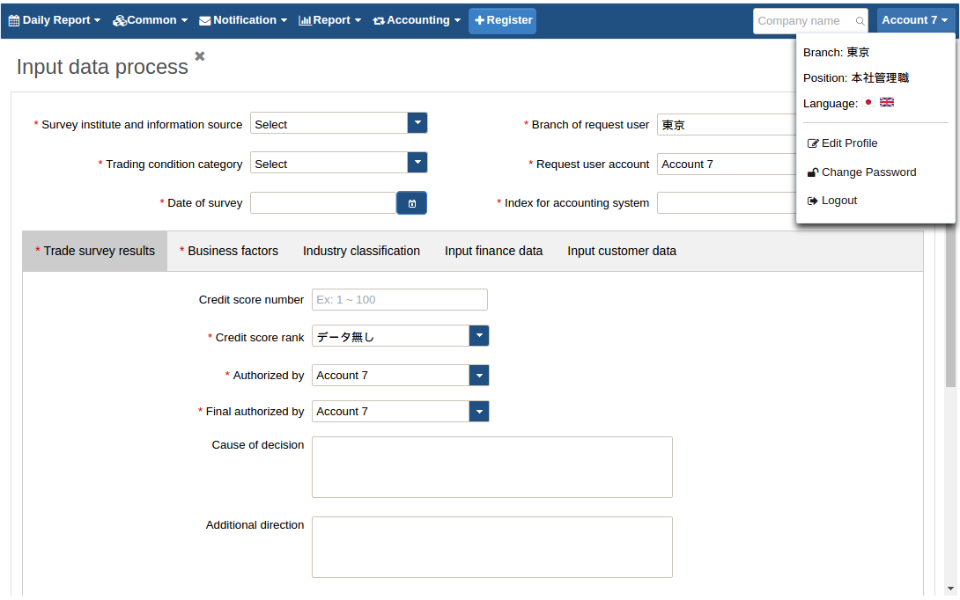 Daily Report Common Notification Report Accounting Register Company name Account 7
Branch: 東京
Position: 本社管理職
Language:
Edit Profile
Change Password
Logout
Input data process
* Survey institute and information source Select * Branch of request user 東京
* Trading condition category Select * Request user account Account 7
* Date of survey * Index for accounting system
* Trade survey results * Business factors Industry classification Input finance data Input customer data
Credit score number Ex: 1 ~ 100
* Credit score rank データ無し
* Authorized by Account 7
* Final authorized by Account 7
Cause of decision
Additional direction